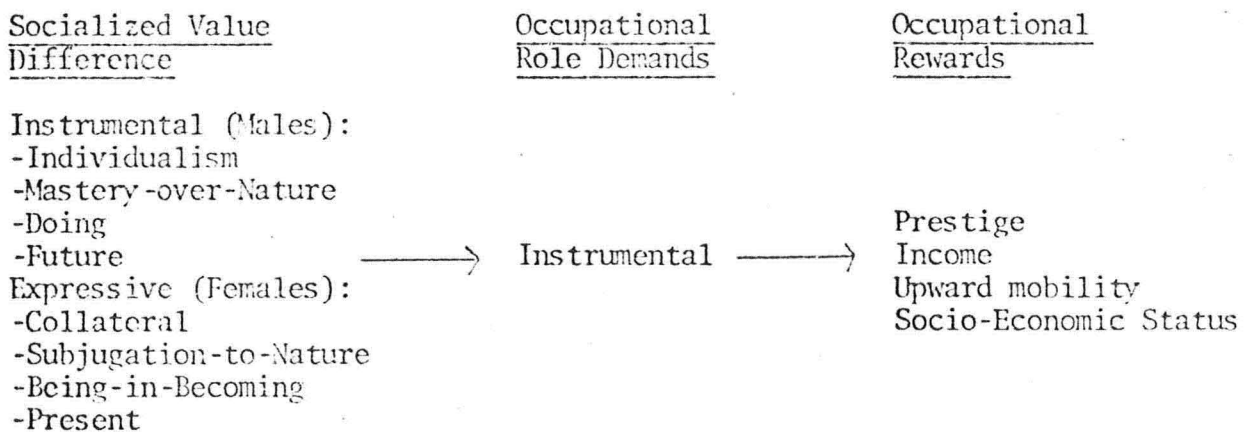 Socialized Value
Difference
Occupational
Role Demands
Occupational
Rewards
Instrumental (Males):
-Individualism
-Mastery-over-Nature
-Doing
-Future
Expressive (Females):
-Collateral
-Subjugation-to-Nature
-Being-in-Becoming
-Present
Instrumental
Prestige
Income
Upward mobility
Socio-Economic Status